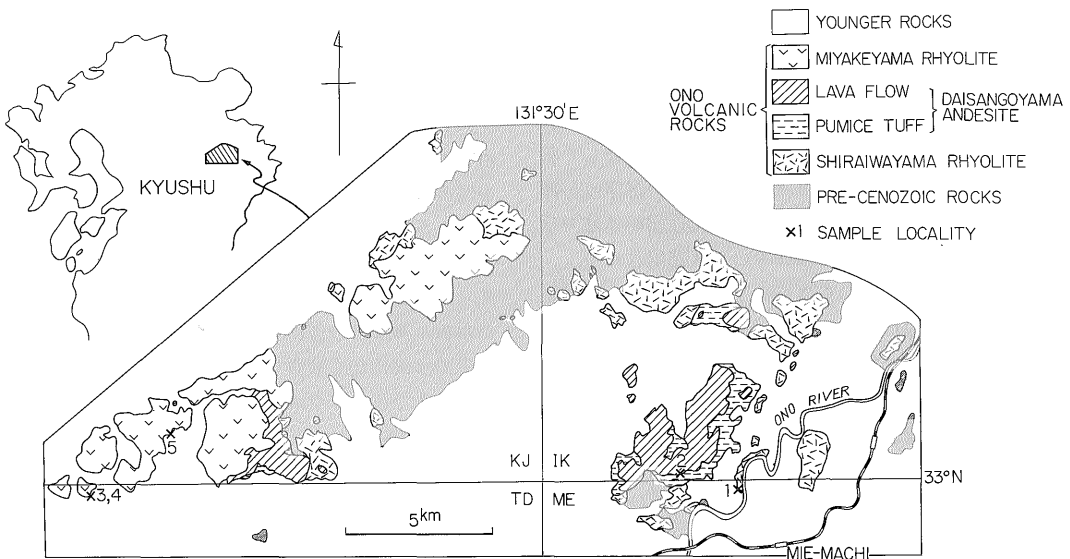 YOUNGER ROCKS
MIYAKEYAMA RHYOLITE
LAVA FLOW
PUMICE TUFF
DAISANGOYAMA
ANDESITE
ONO
VOLCANIC
ROCKS
SHIRAIWAYAMA RHYOLITE
PRE-CENOZOIC ROCKS
×1 SAMPLE LOCALITY
131°30'E
KYUSHU
ONO RIVER
5
2
1
3,4
KJ
IK
TD
ME
33°N
5km
MIE-MACHI